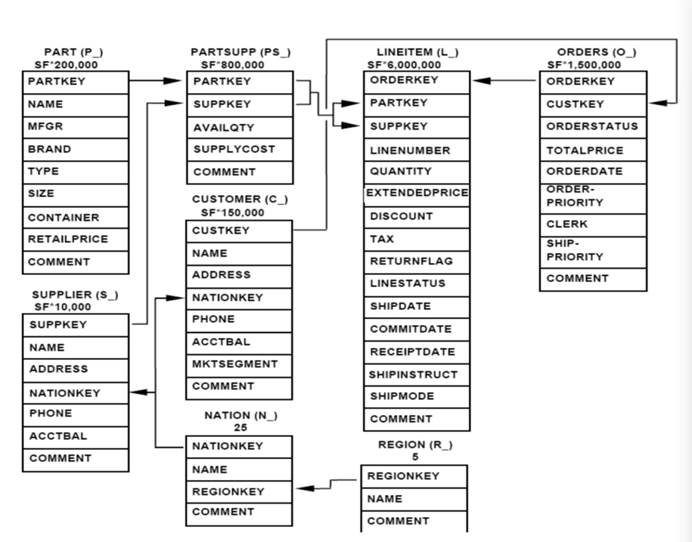 PART (P_)
SF*200,000
PARTKEY
NAME
MFGR
BRAND
TYPE
SIZE
CONTAINER
RETAILPRICE
COMMENT
SUPPLIER (S_)
SF*10,000
SUPPKEY
NAME
ADDRESS
NATIONKEY
PHONE
ACCTBAL
COMMENT
PARTSUPP (PS_)
SF*800,000
PARTKEY
SUPPKEY
AVAILQTY
SUPPLYCOST
COMMENT
CUSTOMER (C_)
SF*150,000
CUSTKEY
NAME
ADDRESS
NATIONKEY
PHONE
ACCTBAL
MKTSEGMENT
COMMENT
NATION (N_)
25
NATIONKEY
NAME
REGIONKEY
COMMENT
LINEITEM (L_)
SF*6,000,000
ORDERKEY
PARTKEY
SUPPKEY
LINENUMBER
QUANTITY
EXTENDEDPRICE
DISCOUNT
TAX
RETURNFLAG
LINESTATUS
SHIPDATE
COMMITDATE
RECEIPTDATE
SHIPINSTRUCT
SHIPMODE
COMMENT
REGION (R_)
5
REGIONKEY
NAME
COMMENT
ORDERS (O_)
SF*1,500,000
ORDERKEY
CUSTKEY
ORDERSTATUS
TOTALPRICE
ORDERDATE
ORDER-
PRIORITY
CLERK
SHIP-
PRIORITY
COMMENT